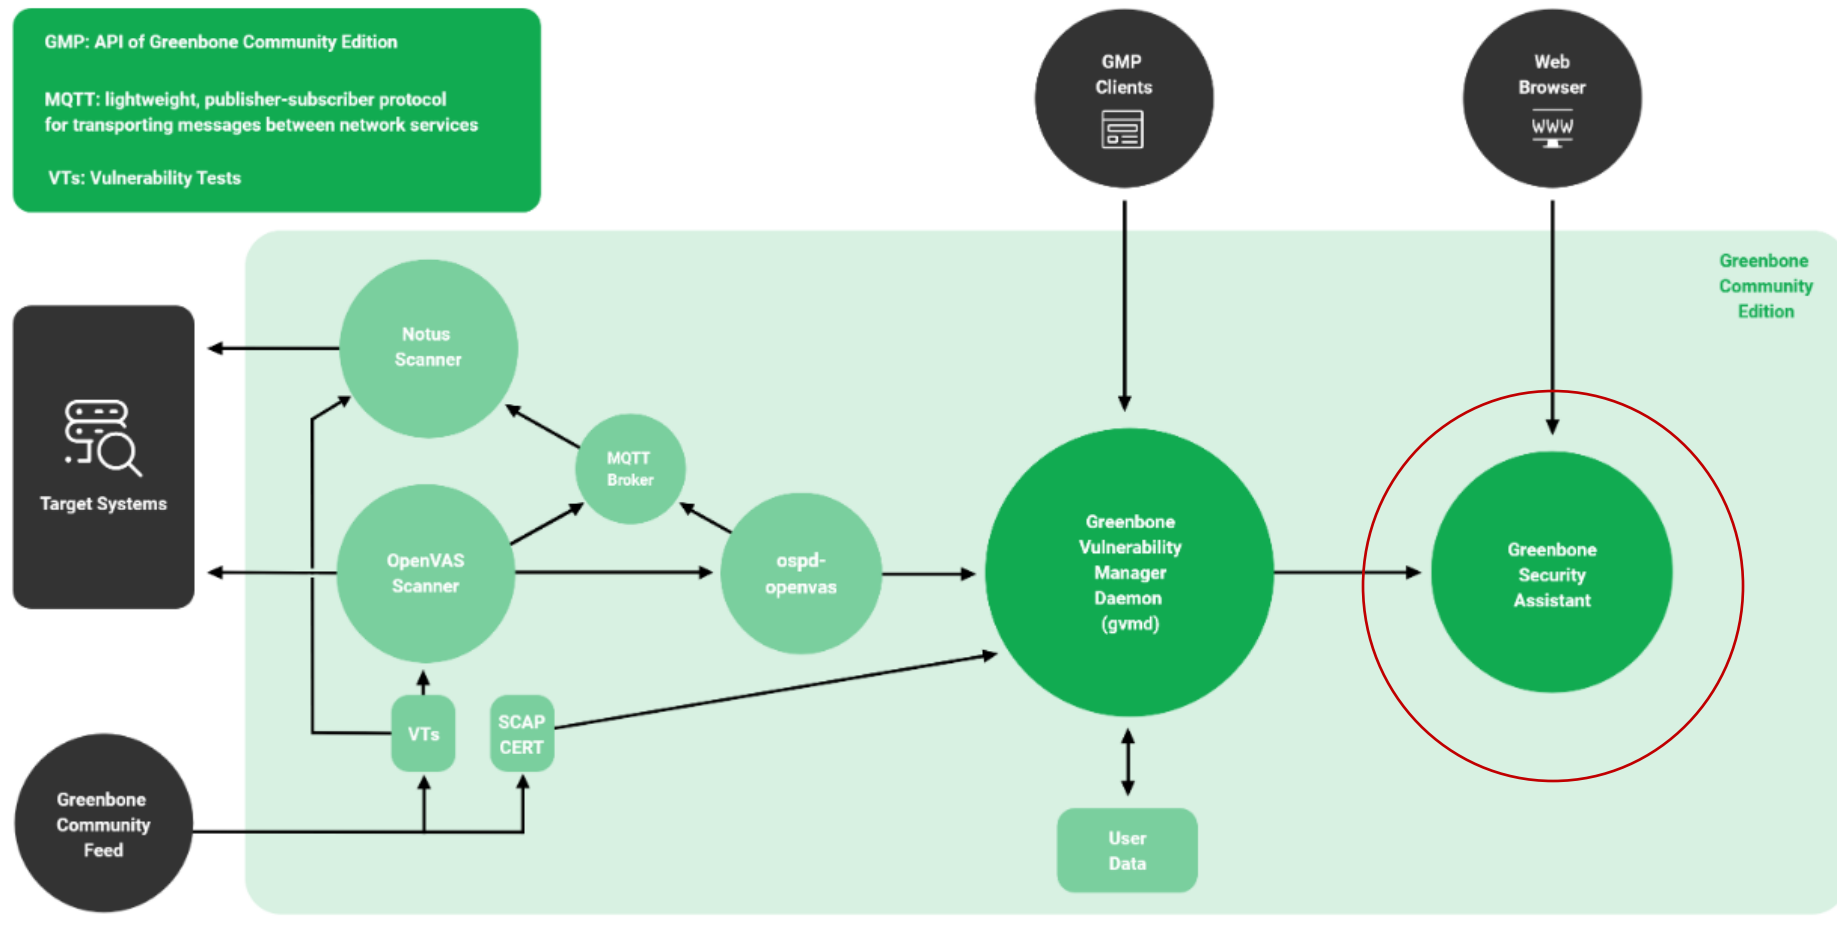 GMP: API of Greenbone Community Edition
MQTT: lightweight, publisher-subscriber protocol
for transporting messages between network services
VTs: Vulnerability Tests
GMP
Clients
Web
Browser
WWW
Greenbone
Community
Edition
Notus
Scanner
Target Systems
MQTT
Broker
OpenVAS
Scanner
ospd-
openvas
Greenbone
Vulnerability
Manager
Daemon
(gvmd)
Greenbone
Security
Assistant
VTs
SCAP
CERT
Greenbone
Community
Feed
User
Data